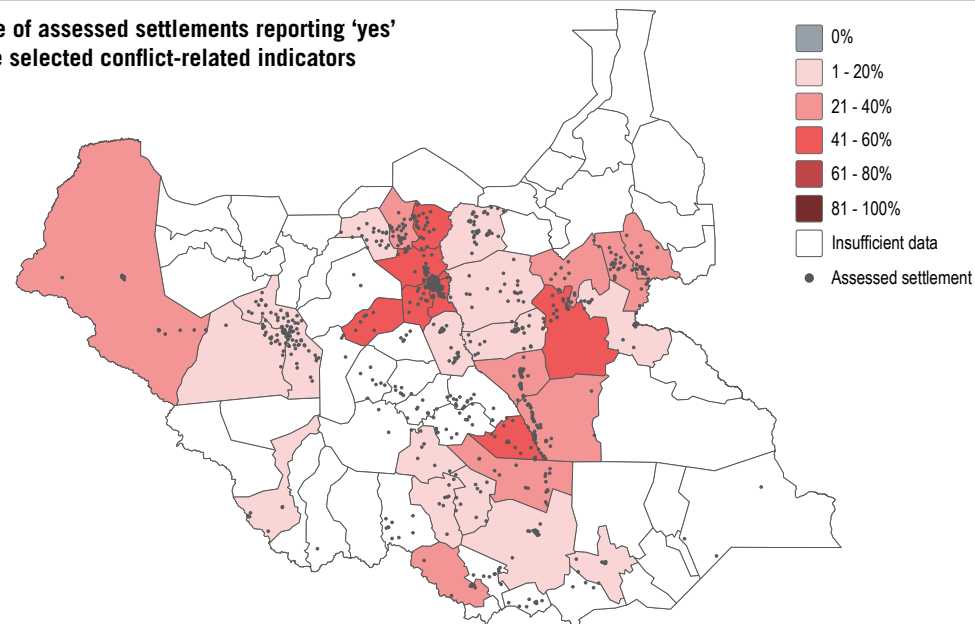 of assessed settlements reporting ‘yes’
selected conflict-related indicators
0%
1 - 20%
21 - 40%
41 - 60%
61 - 80%
81 - 100%
Insufficient data
Assessed settlement